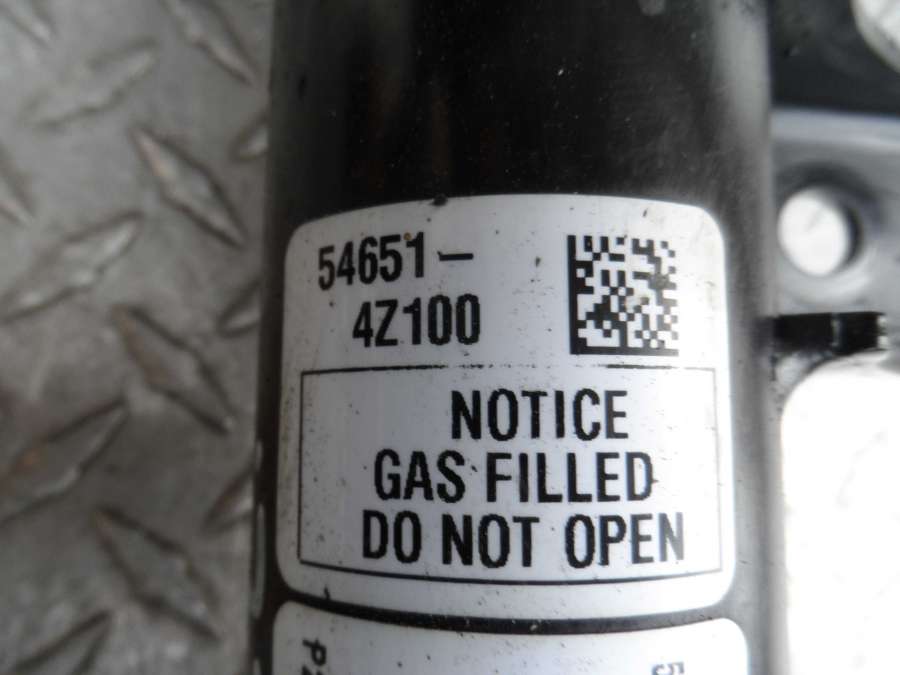 54651-
4Z100
NOTICE
GAS FILLED
DO NOT OPEN